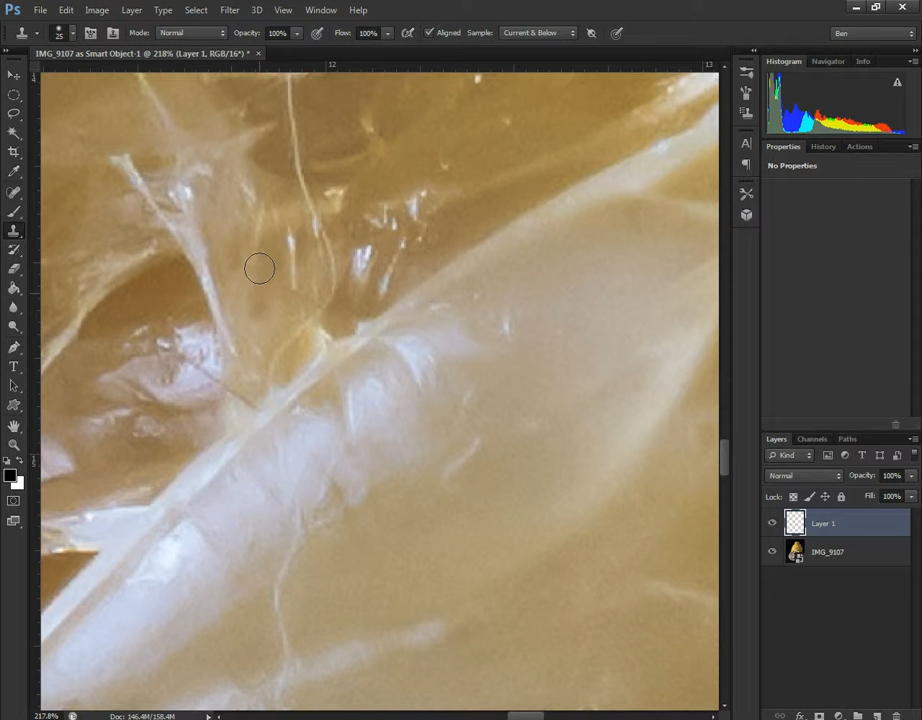 Ps File Edit Image Layer Type Select Filter 3D View Window Help
25 Mode: Normal Opacity: 100% Flow: 100% Aligned Sample: Current & Below Ben
IMG_9107 as Smart Object-1 @ 218% (Layer 1, RGB/16*) * ×
12 13
Histogram Navigator Info
Properties History Actions
No Properties
Layers Channels Paths
Kind
Normal Opacity: 100%
Lock: Fill: 100%
Layer 1
IMG_9107
217.8% Doc: 146.4M/158.4M